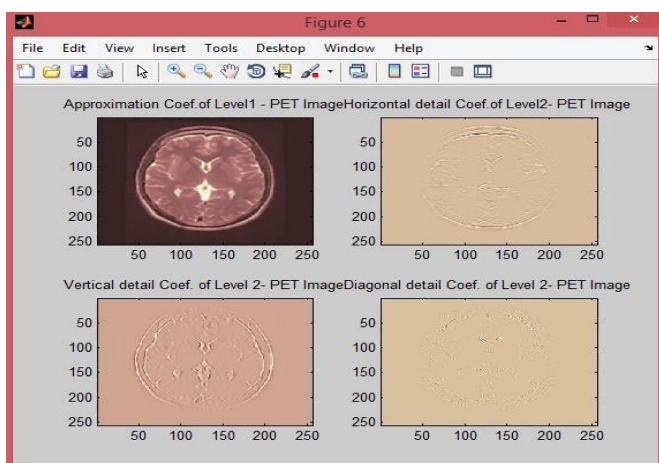 Figure 6
File Edit View Insert Tools Desktop Window Help
Approximation Coef.of Level1 - PET ImageHorizontal detail Coef.of Level2- PET Image
50 50
100 100
150 150
200 200
250 250
50 100 150 200 250 50 100 150 200 250
Vertical detail Coef. of Level 2- PET ImageDiagonal detail Coef. of Level 2- PET Image
50 50
100 100
150 150
200 200
250 250
50 100 150 200 250 50 100 150 200 250